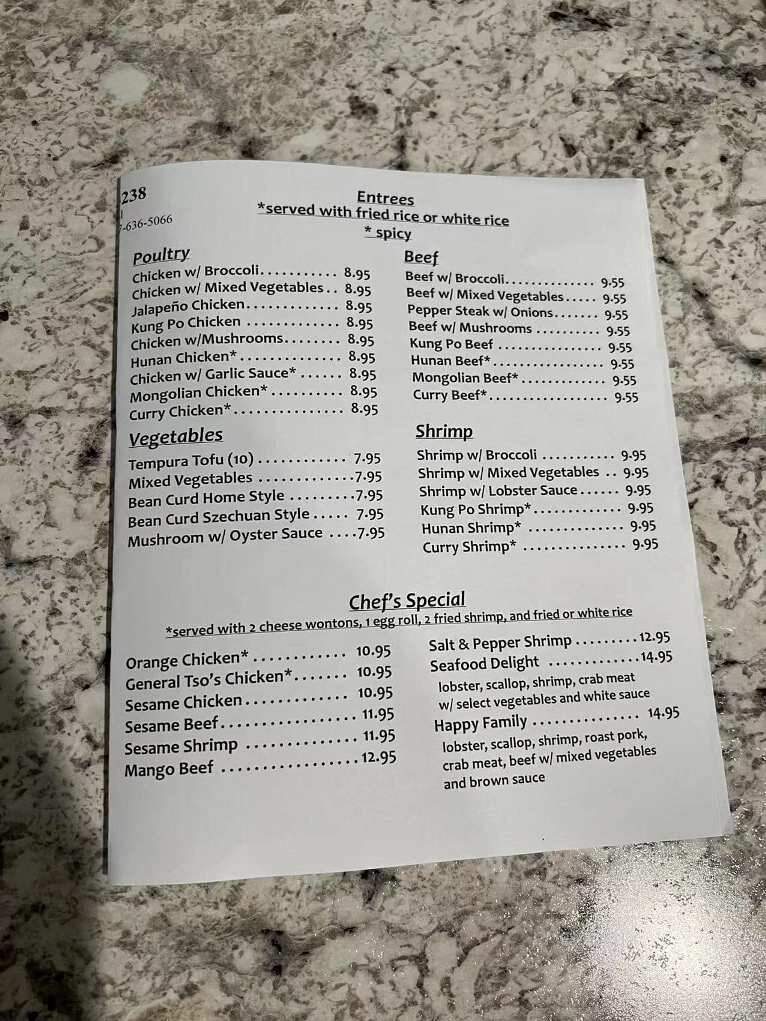 238
-636-5066
Entrees
*served with fried rice or white rice
* spicy
Poultry
Chicken w/ Broccoli........... 8.95
Chicken w/ Mixed Vegetables.. 8.95
Jalapeño Chicken............. 8.95
Kung Po Chicken ............. 8.95
Chicken w/Mushrooms........ 8.95
Hunan Chicken*.............. 8.95
Chicken w/ Garlic Sauce* ...... 8.95
Mongolian Chicken* .......... 8.95
Curry Chicken*............... 8.95
Beef
Beef w/ Broccoli.............. 9.55
Beef w/ Mixed Vegetables..... 9.55
Pepper Steak w/ Onions....... 9.55
Beef w/ Mushrooms .......... 9.55
Kung Po Beef ................ 9.55
Hunan Beef*................. 9.55
Mongolian Beef*............. 9.55
Curry Beef*.................. 9.55
Vegetables
Tempura Tofu (10) ............ 7.95
Mixed Vegetables .............7.95
Bean Curd Home Style .........7.95
Bean Curd Szechuan Style ..... 7.95
Mushroom w/ Oyster Sauce ....7.95
Shrimp
Shrimp w/ Broccoli ........... 9.95
Shrimp w/ Mixed Vegetables .. 9.95
Shrimp w/ Lobster Sauce...... 9.95
Kung Po Shrimp*............. 9.95
Hunan Shrimp* .............. 9.95
Curry Shrimp* ............... 9.95
Chef's Special
*served with 2 cheese wontons, 1 egg roll, 2 fried shrimp, and fried or white rice
Orange Chicken* ............ 10.95
General Tso's Chicken*....... 10.95
Sesame Chicken............. 10.95
Sesame Beef................. 11.95
Sesame Shrimp .............. 11.95
Mango Beef .................12.95
Salt & Pepper Shrimp .........12.95
Seafood Delight .............14.95
lobster, scallop, shrimp, crab meat
w/ select vegetables and white sauce
Happy Family ............... 14.95
lobster, scallop, shrimp, roast pork,
crab meat, beef w/ mixed vegetables
and brown sauce